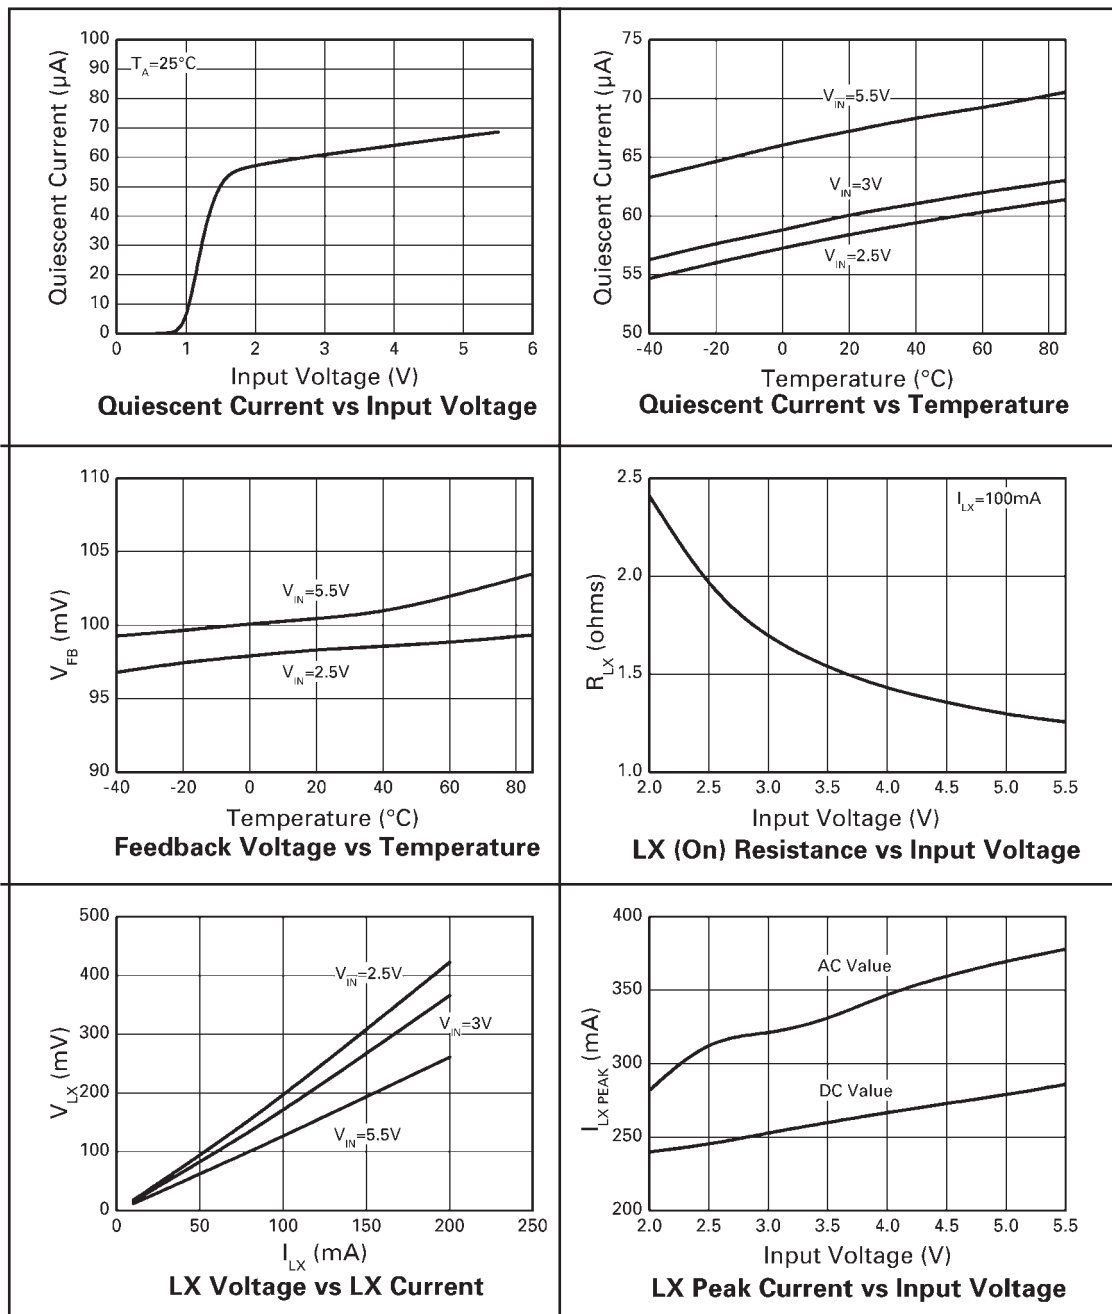 100
90
80
70
60
50
40
30
20
10
0
Quiescent Current (µA)
T_A=25°C
0 1 2 3 4 5 6
Input Voltage (V)
Quiescent Current vs Input Voltage
75
70
65
60
55
50
Quiescent Current (µA)
V_IN=5.5V
V_IN=3V
V_IN=2.5V
-40 -20 0 20 40 60 80
Temperature (°C)
Quiescent Current vs Temperature
110
105
100
95
90
V_FB (mV)
V_IN=5.5V
V_IN=2.5V
-40 -20 0 20 40 60 80
Temperature (°C)
Feedback Voltage vs Temperature
2.5
2.0
1.5
1.0
R_LX (ohms)
I_LX=100mA
2.0 2.5 3.0 3.5 4.0 4.5 5.0 5.5
Input Voltage (V)
LX (On) Resistance vs Input Voltage
500
400
300
200
100
0
V_LX (mV)
V_IN=2.5V
V_IN=3V
V_IN=5.5V
0 50 100 150 200 250
I_LX (mA)
LX Voltage vs LX Current
400
350
300
250
200
I_LX PEAK (mA)
AC Value
DC Value
2.0 2.5 3.0 3.5 4.0 4.5 5.0 5.5
Input Voltage (V)
LX Peak Current vs Input Voltage